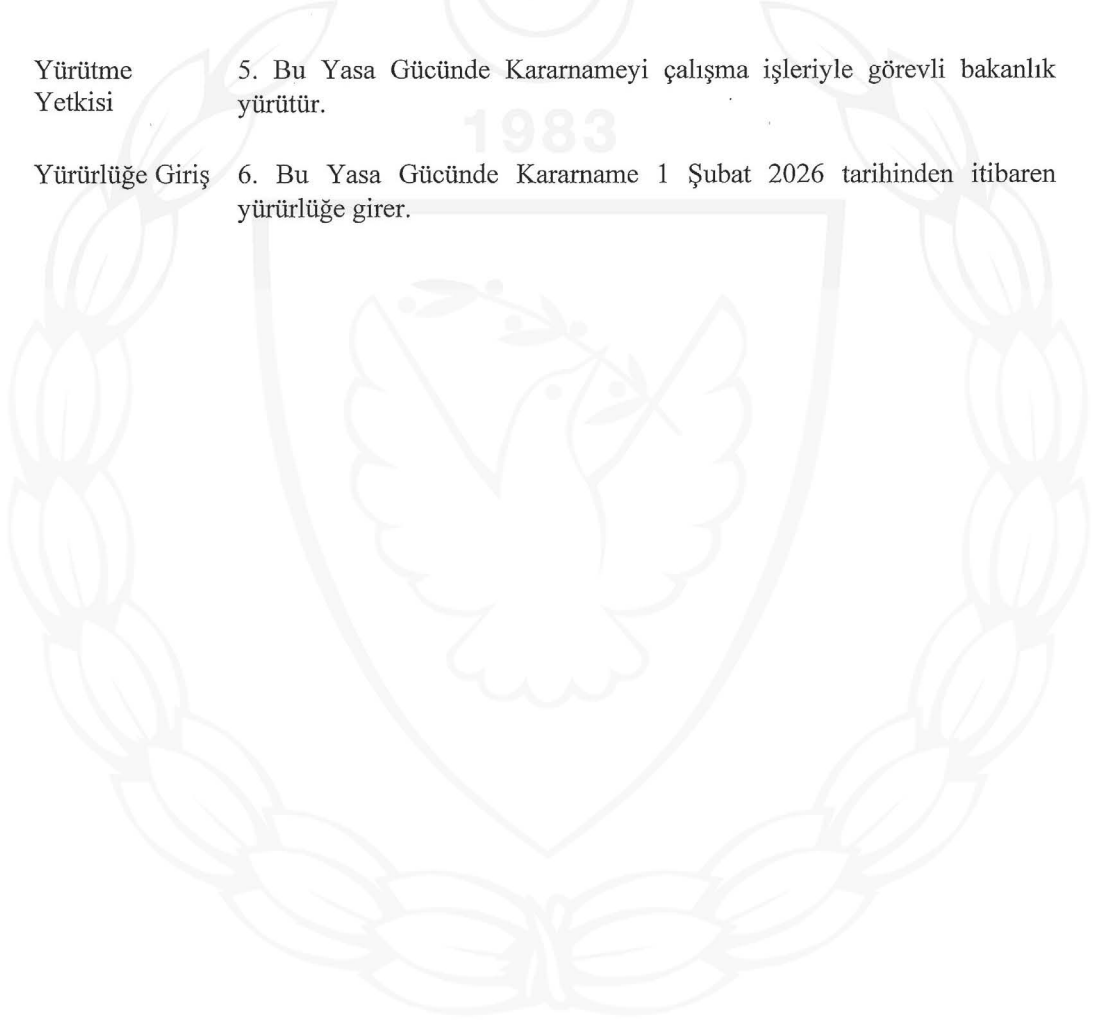 Yürütme Yetkisi
5. Bu Yasa Gücünde Kararnameyi çalışma işleriyle görevli bakanlık
yürütür.
1983
Yürürlüğe Giriş
6. Bu Yasa Gücünde Kararname 1 Şubat 2026 tarihinden itibaren
yürürlüğe girer.